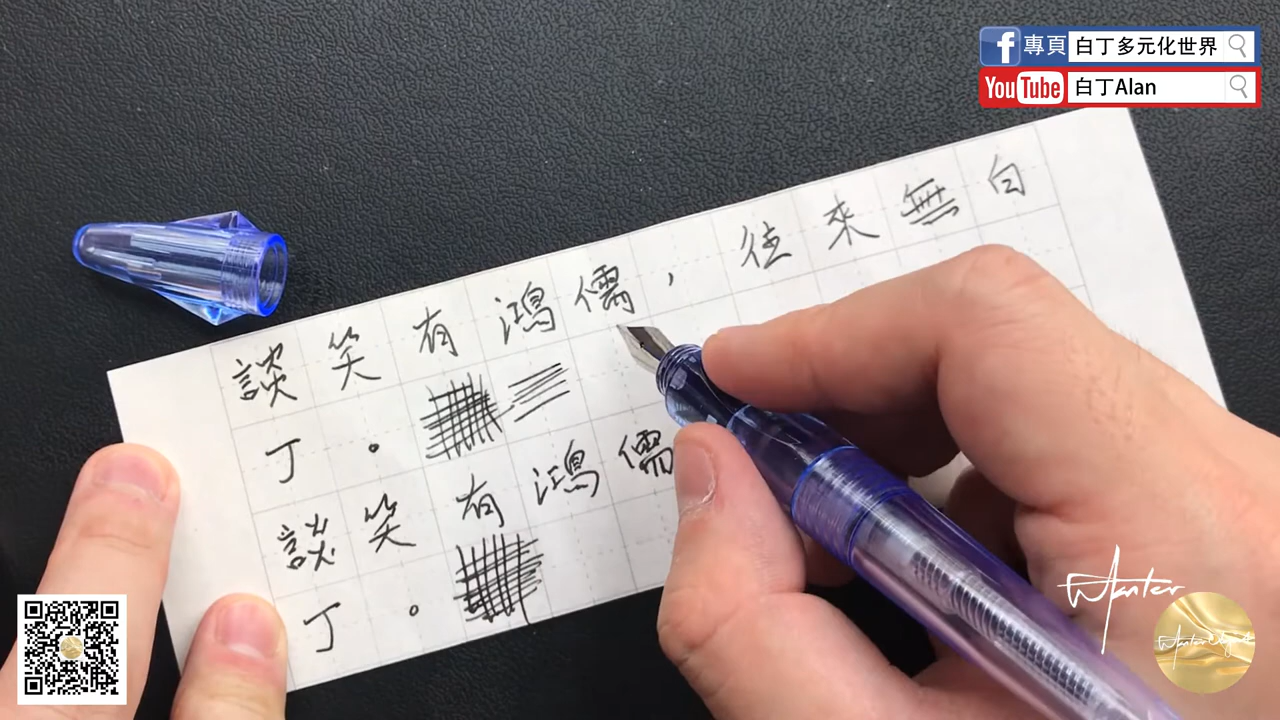 專頁 白丁多元化世界
YouTube 白丁Alan
談笑有鴻儒，往來無白
丁。
談笑有鴻儒
丁。
Wanter